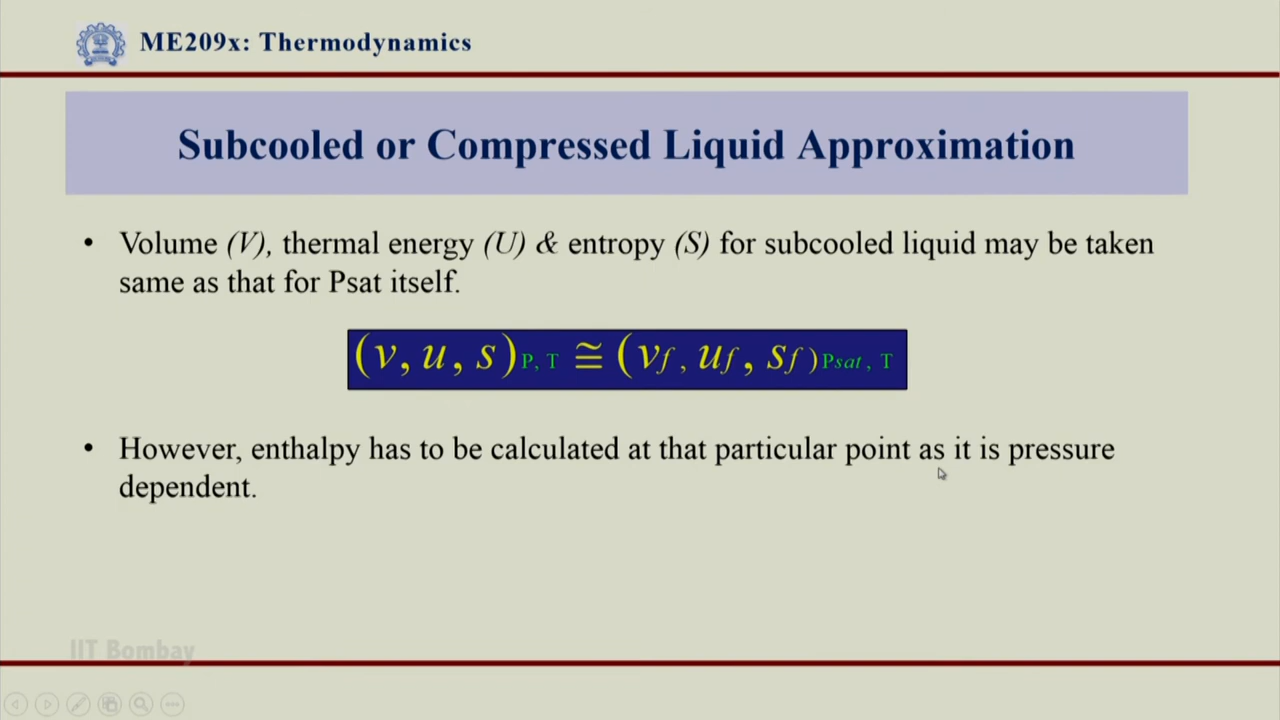 ME209x: Thermodynamics
Subcooled or Compressed Liquid Approximation
• Volume (V), thermal energy (U) & entropy (S) for subcooled liquid may be taken
same as that for Psat itself.
(v, u, s)P, T ≅ (vf, uf, sf)Psat, T
• However, enthalpy has to be calculated at that particular point as it is pressure
dependent.
IIT Bombay